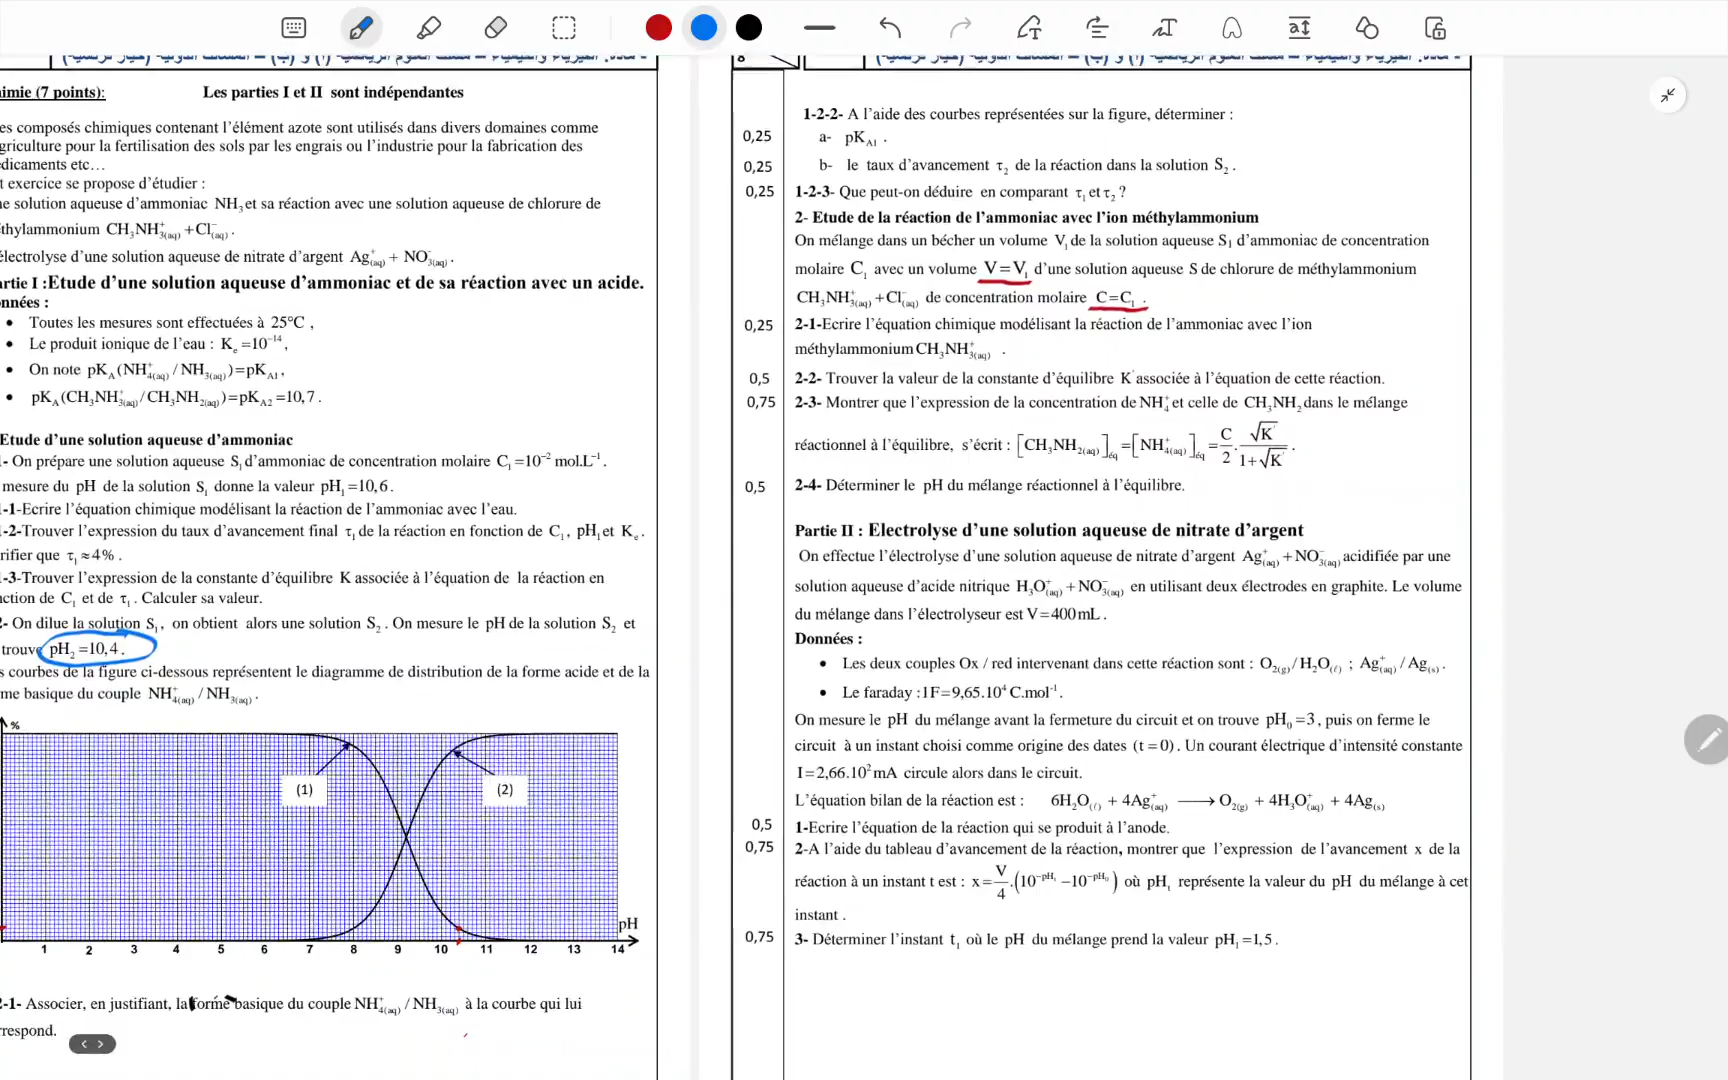 imie (7 points): Les parties I et II sont indépendantes
es composés chimiques contenant l'élément azote sont utilisés dans divers domaines comme
griculture pour la fertilisation des sols par les engrais ou l'industrie pour la fabrication des
dicaments etc…
t exercice se propose d'étudier :
ne solution aqueuse d'ammoniac NH₃ et sa réaction avec une solution aqueuse de chlorure de
thylammonium CH₃NH₃⁺(aq) + Cl⁻(aq) .
électrolyse d'une solution aqueuse de nitrate d'argent Ag⁺(aq) + NO₃⁻(aq) .
rtie I :Etude d'une solution aqueuse d'ammoniac et de sa réaction avec un acide.
nnées :
• Toutes les mesures sont effectuées à 25°C ,
• Le produit ionique de l'eau : Kₑ =10⁻¹⁴ ,
• On note pK_A(NH₄⁺(aq) / NH₃(aq))=pK_A1 ,
• pK_A(CH₃NH₃⁺(aq) / CH₃NH₂(aq))=pK_A2 =10,7 .
Etude d'une solution aqueuse d'ammoniac
- On prépare une solution aqueuse S₁ d'ammoniac de concentration molaire C₁ =10⁻² mol.L⁻¹ .
mesure du pH de la solution S₁ donne la valeur pH₁ =10,6 .
-1-Ecrire l'équation chimique modélisant la réaction de l'ammoniac avec l'eau.
-2-Trouver l'expression du taux d'avancement final τ₁ de la réaction en fonction de C₁ , pH₁ et Kₑ .
rifier que τ₁ ≈ 4% .
-3-Trouver l'expression de la constante d'équilibre K associée à l'équation de la réaction en
nction de C₁ et de τ₁ . Calculer sa valeur.
- On dilue la solution S₁ , on obtient alors une solution S₂ . On mesure le pH de la solution S₂ et
trouve pH₂ =10,4 .
s courbes de la figure ci-dessous représentent le diagramme de distribution de la forme acide et de la
me basique du couple NH₄⁺(aq) / NH₃(aq) .
%
(1) (2)
pH
1 2 3 4 5 6 7 8 9 10 11 12 13 14
2-1- Associer, en justifiant, la forme basique du couple NH₄⁺(aq) / NH₃(aq) à la courbe qui lui
rrespond.
8
1-2-2- A l'aide des courbes représentées sur la figure, déterminer :
0,25 a- pK_A1 .
0,25 b- le taux d'avancement τ₂ de la réaction dans la solution S₂ .
0,25 1-2-3- Que peut-on déduire en comparant τ₁ et τ₂ ?
2- Etude de la réaction de l'ammoniac avec l'ion méthylammonium
On mélange dans un bécher un volume V₁ de la solution aqueuse S₁ d'ammoniac de concentration
molaire C₁ avec un volume V=V₁ d'une solution aqueuse S de chlorure de méthylammonium
CH₃NH₃⁺(aq) + Cl⁻(aq) de concentration molaire C=C₁ .
0,25 2-1-Ecrire l'équation chimique modélisant la réaction de l'ammoniac avec l'ion
méthylammonium CH₃NH₃⁺(aq) .
0,5 2-2- Trouver la valeur de la constante d'équilibre K' associée à l'équation de cette réaction.
0,75 2-3- Montrer que l'expression de la concentration de NH₄⁺ et celle de CH₃NH₂ dans le mélange
réactionnel à l'équilibre, s'écrit : [CH₃NH₂(aq)]éq = [NH₄⁺(aq)]éq = C/2 . √K'/(1+√K') .
0,5 2-4- Déterminer le pH du mélange réactionnel à l'équilibre.
Partie II : Electrolyse d'une solution aqueuse de nitrate d'argent
On effectue l'électrolyse d'une solution aqueuse de nitrate d'argent Ag⁺(aq) + NO₃⁻(aq) acidifiée par une
solution aqueuse d'acide nitrique H₃O⁺(aq) + NO₃⁻(aq) en utilisant deux électrodes en graphite. Le volume
du mélange dans l'électrolyseur est V=400mL .
Données :
• Les deux couples Ox / red intervenant dans cette réaction sont : O₂(g) / H₂O(ℓ) ; Ag⁺(aq) / Ag(s) .
• Le faraday : 1F=9,65.10⁴ C.mol⁻¹ .
On mesure le pH du mélange avant la fermeture du circuit et on trouve pH₀ =3 , puis on ferme le
circuit à un instant choisi comme origine des dates (t=0) . Un courant électrique d'intensité constante
I=2,66.10² mA circule alors dans le circuit.
L'équation bilan de la réaction est : 6H₂O(ℓ) + 4Ag⁺(aq) ⟶ O₂(g) + 4H₃O⁺(aq) + 4Ag(s)
0,5 1-Ecrire l'équation de la réaction qui se produit à l'anode.
0,75 2-A l'aide du tableau d'avancement de la réaction, montrer que l'expression de l'avancement x de la
réaction à un instant t est : x = V/4 .(10^−pHt − 10^−pH₀) où pHt représente la valeur du pH du mélange à cet
instant .
0,75 3- Déterminer l'instant t₁ où le pH du mélange prend la valeur pH₁ =1,5 .